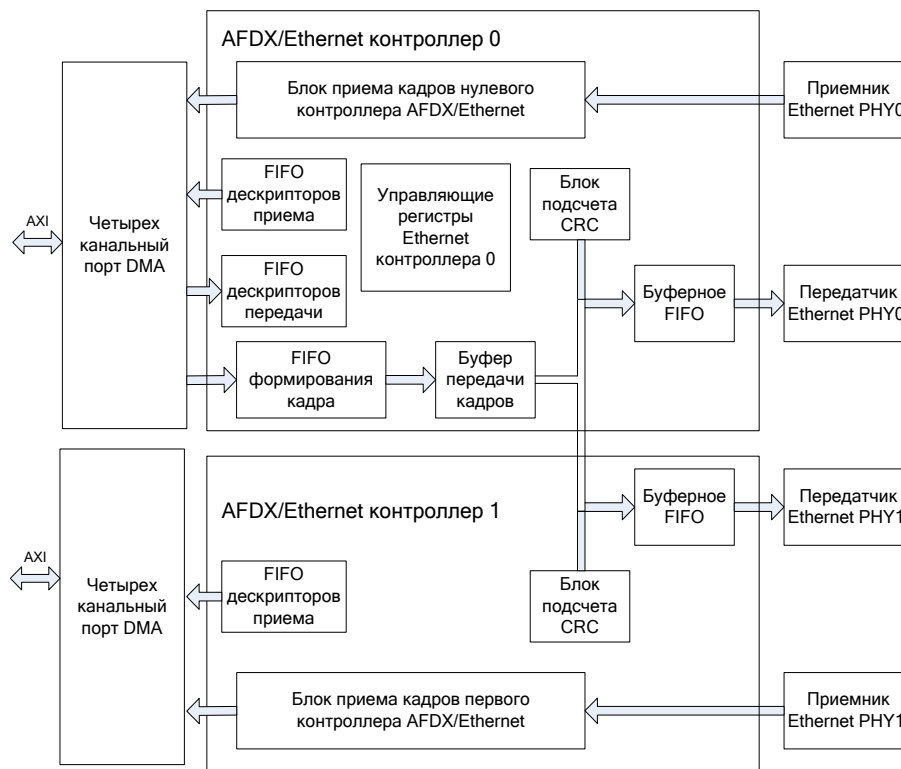 AFDX/Ethernet контроллер 0
Блок приема кадров нулевого
контроллера AFDX/Ethernet
Приемник
Ethernet PHY0
FIFO
дескрипторов
приема
Управляющие
регистры
Ethernet
контроллера 0
Блок
подсчета
CRC
AXI
Четырех
канальный
порт DMA
FIFO
дескрипторов
передачи
Буферное
FIFO
Передатчик
Ethernet PHY0
FIFO
формирования
кадра
Буфер
передачи
кадров
AFDX/Ethernet контроллер 1
Буферное
FIFO
Передатчик
Ethernet PHY1
AXI
Четырех
канальный
порт DMA
FIFO
дескрипторов
приема
Блок
подсчета
CRC
Блок приема кадров первого
контроллера AFDX/Ethernet
Приемник
Ethernet PHY1